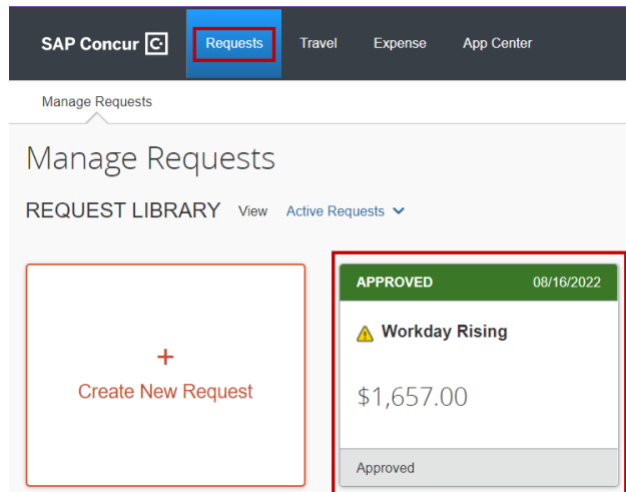 SAP Concur C Requests Travel Expense App Center
Manage Requests
Manage Requests
REQUEST LIBRARY View Active Requests
+
Create New Request
APPROVED 08/16/2022
Workday Rising
$1,657.00
Approved